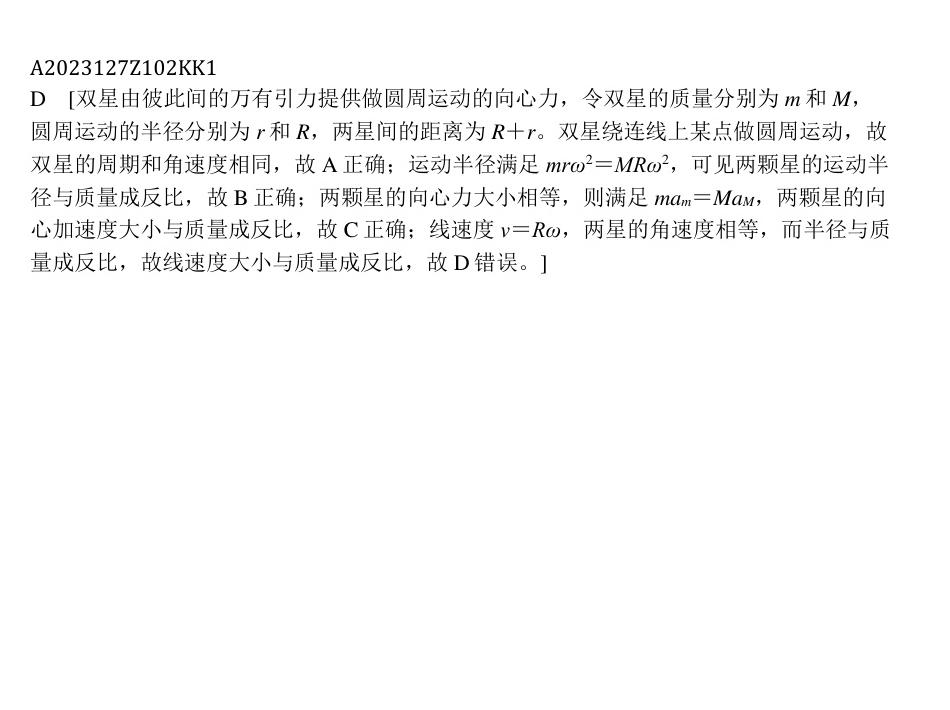 A2023127Z102KK1
D　[双星由彼此间的万有引力提供做圆周运动的向心力，令双星的质量分别为 m 和 M，
圆周运动的半径分别为 r 和 R，两星间的距离为 R＋r。双星绕连线上某点做圆周运动，故
双星的周期和角速度相同，故 A 正确；运动半径满足 mrω²＝MRω²，可见两颗星的运动半
径与质量成反比，故 B 正确；两颗星的向心力大小相等，则满足 maₘ＝Ma_M，两颗星的向
心加速度大小与质量成反比，故 C 正确；线速度 v＝Rω，两星的角速度相等，而半径与质
量成反比，故线速度大小与质量成反比，故 D 错误。]